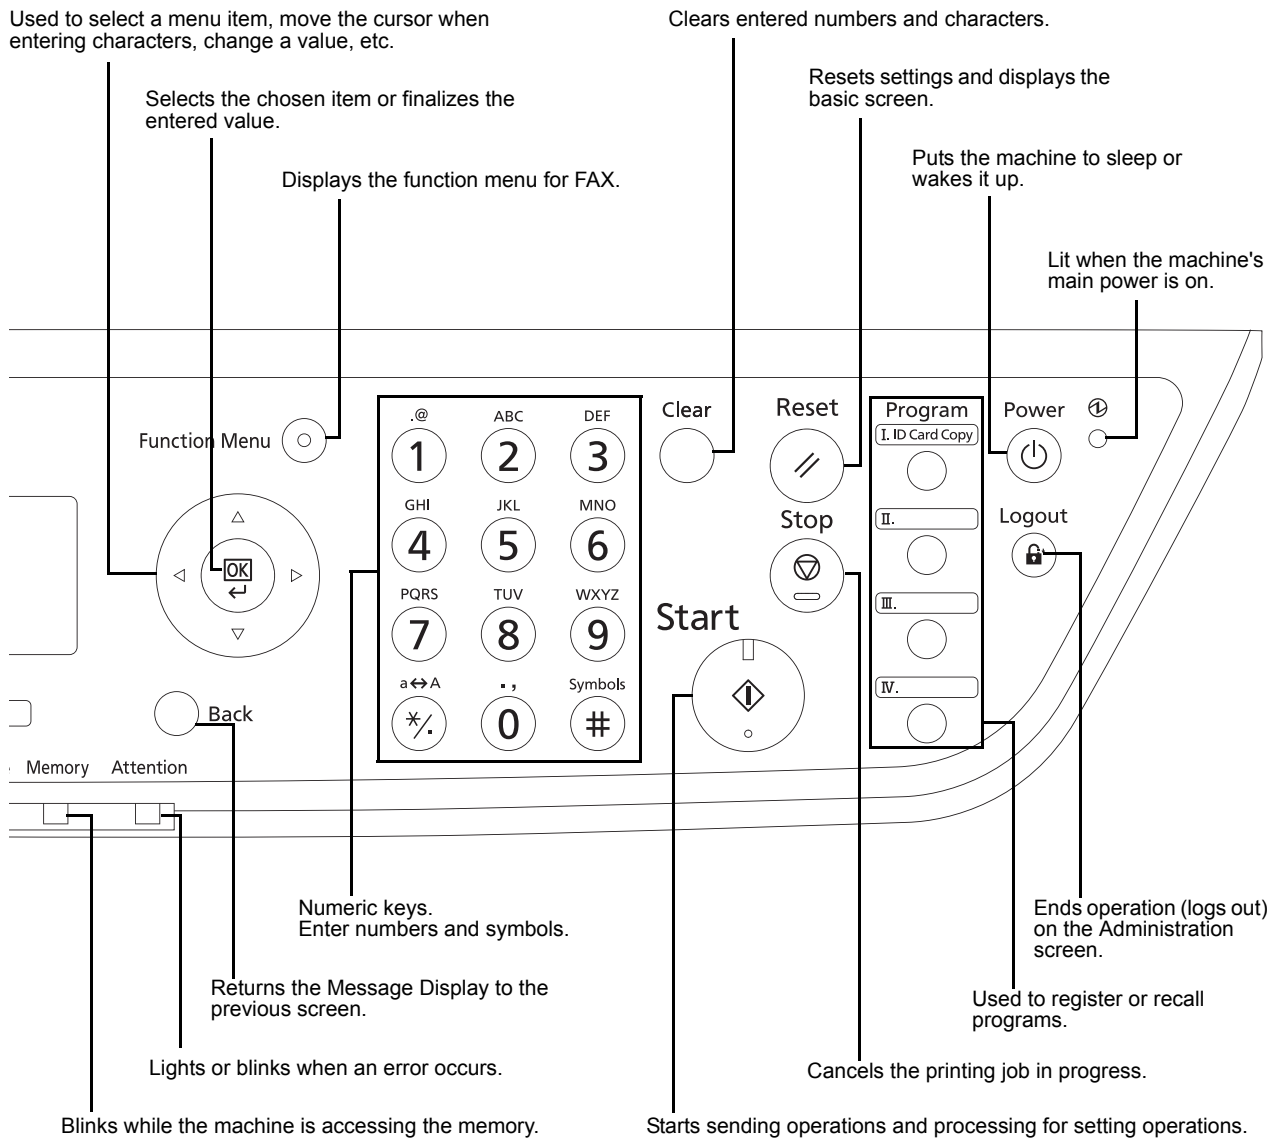 Used to select a menu item, move the cursor when
entering characters, change a value, etc.
Clears entered numbers and characters.
Resets settings and displays the
basic screen.
Selects the chosen item or finalizes the
entered value.
Puts the machine to sleep or
wakes it up.
Displays the function menu for FAX.
Lit when the machine's
main power is on.
Function Menu
.@
ABC
DEF
1
2
3
GHI
JKL
MNO
4
5
6
PQRS
TUV
WXYZ
7
8
9
a↔A
.,
Symbols
*/.
0
#
Clear
Reset
Stop
Start
Program
I. ID Card Copy
II.
III.
IV.
Power
Logout
OK
Back
Memory
Attention
Numeric keys.
Enter numbers and symbols.
Ends operation (logs out)
on the Administration
screen.
Returns the Message Display to the
previous screen.
Used to register or recall
programs.
Lights or blinks when an error occurs.
Cancels the printing job in progress.
Blinks while the machine is accessing the memory.
Starts sending operations and processing for setting operations.